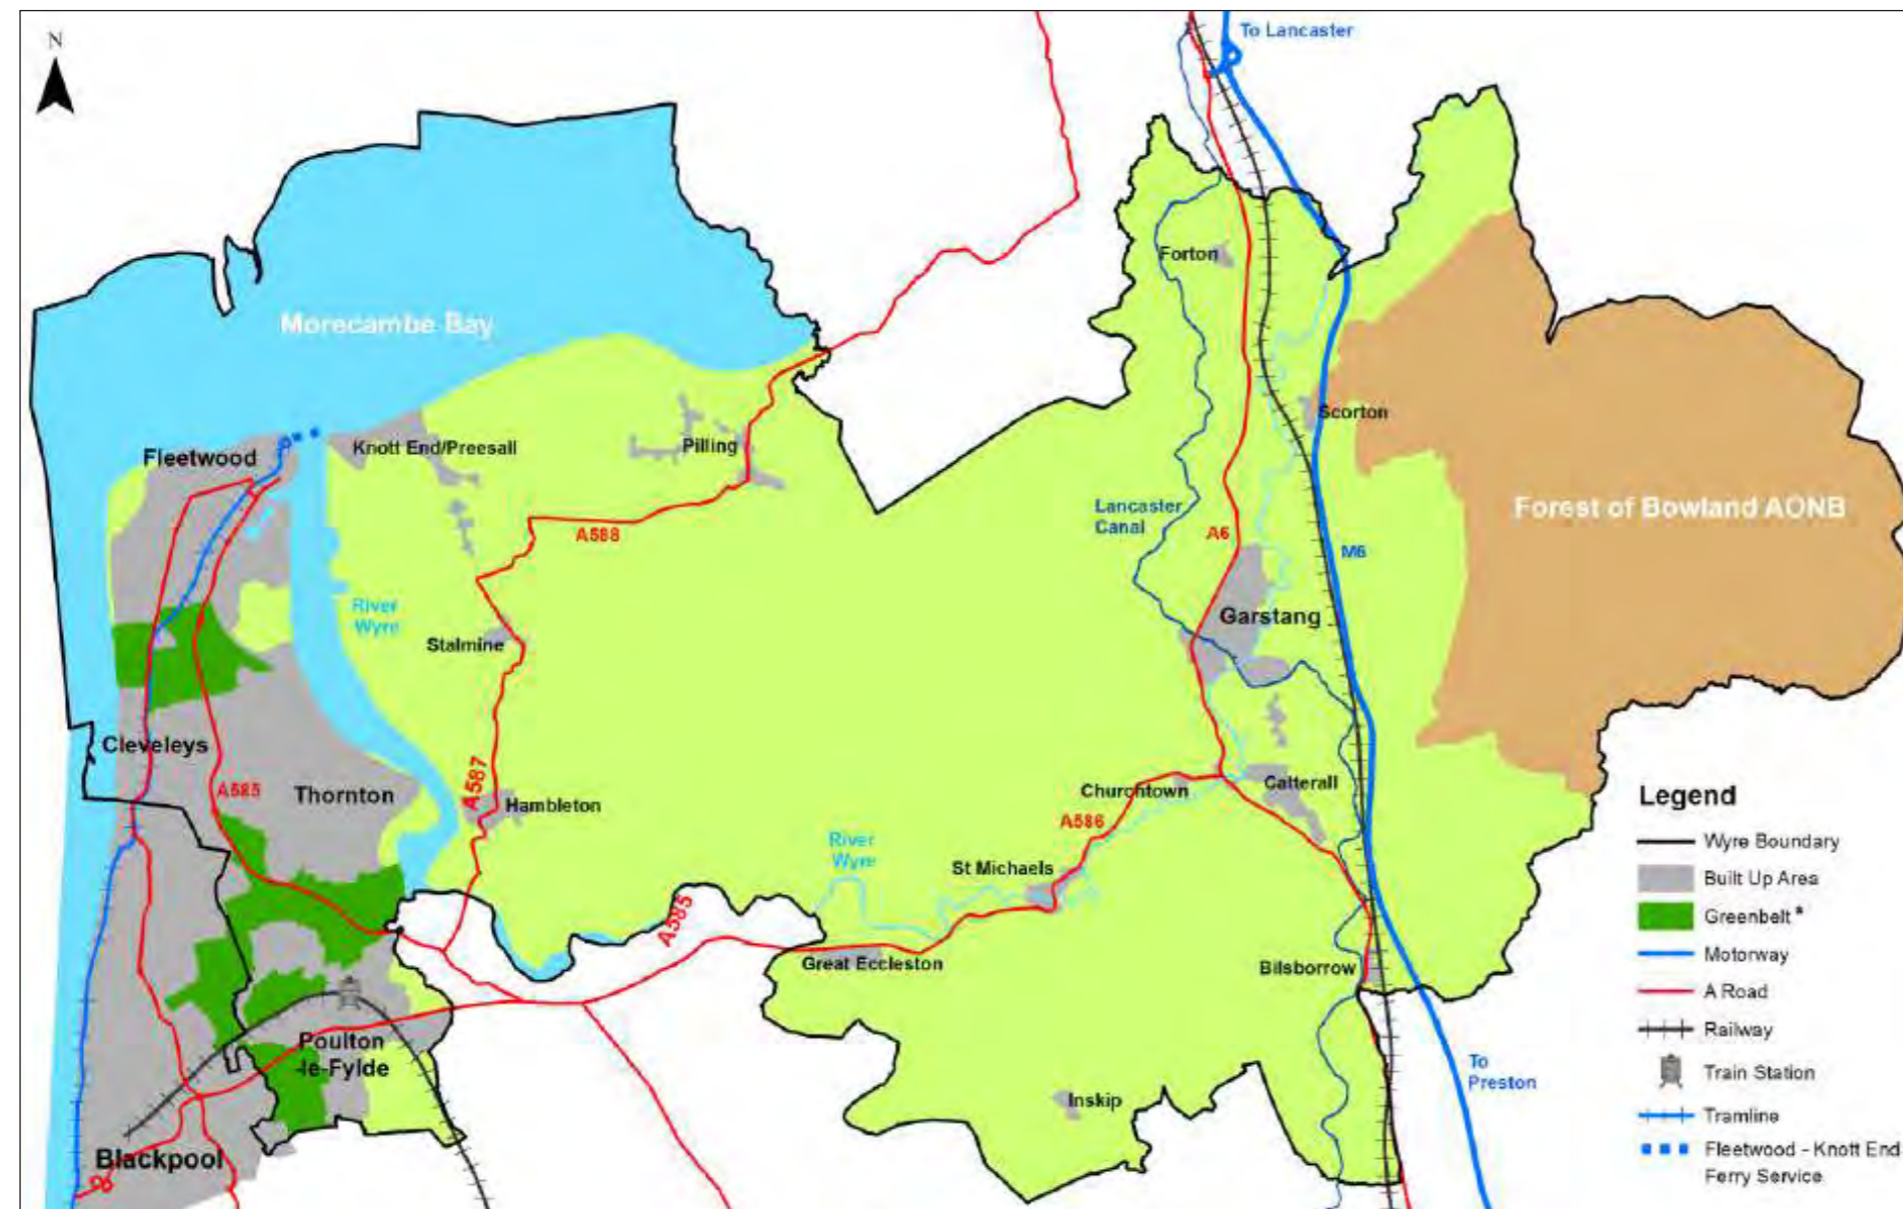 N
To Lancaster
Forton
Morecambe Bay
Scorton
Fleetwood
Knott End/Preesall
Pilling
Forest of Bowland AONB
Lancaster
Canal
A6
A588
M6
River
Wyre
Garstang
Stalmine
Cleveleys
A585
Thornton
A587
Hambleton
Churchtown
Catterall
A586
River
Wyre
St Michaels
A585
Great Eccleston
Bilsborrow
Poulton
-le-Fylde
To
Preston
Inskip
Blackpool
Legend
Wyre Boundary
Built Up Area
Greenbelt *
Motorway
A Road
Railway
Train Station
Tramline
Fleetwood - Knott End
Ferry Service